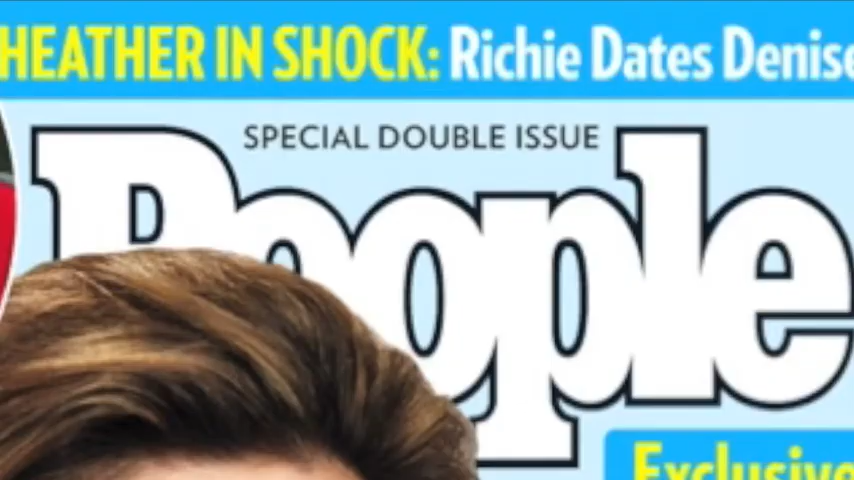 HEATHER IN SHOCK: Richie Dates Denise
SPECIAL DOUBLE ISSUE
People
Exclusive